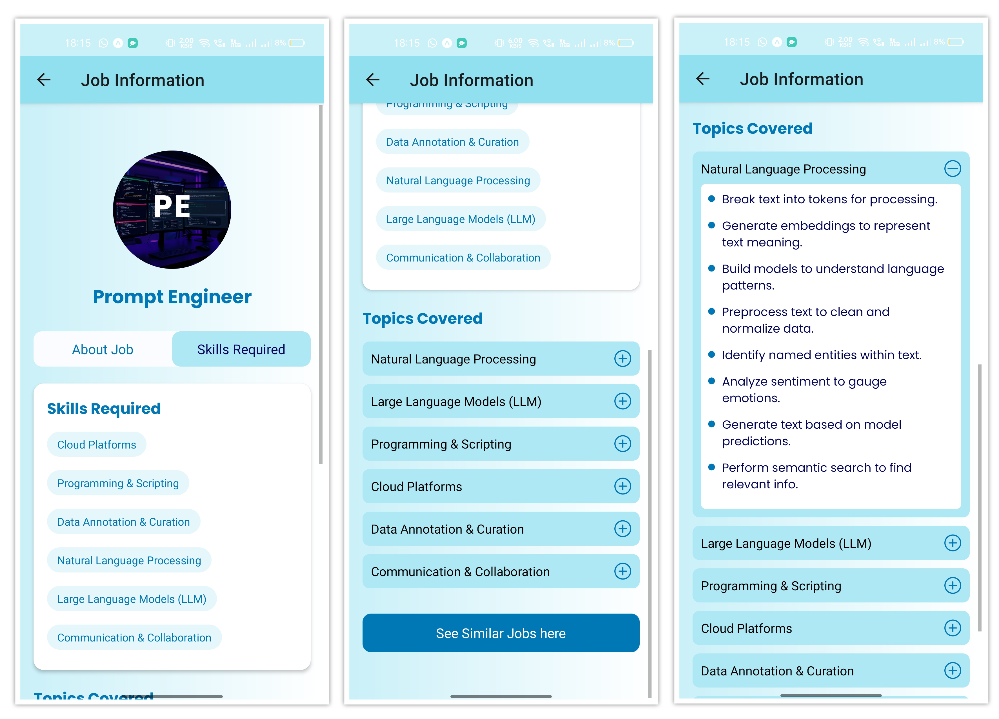 18:15
8%
Job Information
PE
Prompt Engineer
About Job
Skills Required
Skills Required
Cloud Platforms
Programming & Scripting
Data Annotation & Curation
Natural Language Processing
Large Language Models (LLM)
Communication & Collaboration
Topics Covered
18:15
8%
Job Information
Programming & Scripting
Data Annotation & Curation
Natural Language Processing
Large Language Models (LLM)
Communication & Collaboration
Topics Covered
Natural Language Processing
Large Language Models (LLM)
Programming & Scripting
Cloud Platforms
Data Annotation & Curation
Communication & Collaboration
See Similar Jobs here
18:15
8%
Job Information
Topics Covered
Natural Language Processing
Break text into tokens for processing.
Generate embeddings to represent
text meaning.
Build models to understand language
patterns.
Preprocess text to clean and
normalize data.
Identify named entities within text.
Analyze sentiment to gauge
emotions.
Generate text based on model
predictions.
Perform semantic search to find
relevant info.
Large Language Models (LLM)
Programming & Scripting
Cloud Platforms
Data Annotation & Curation